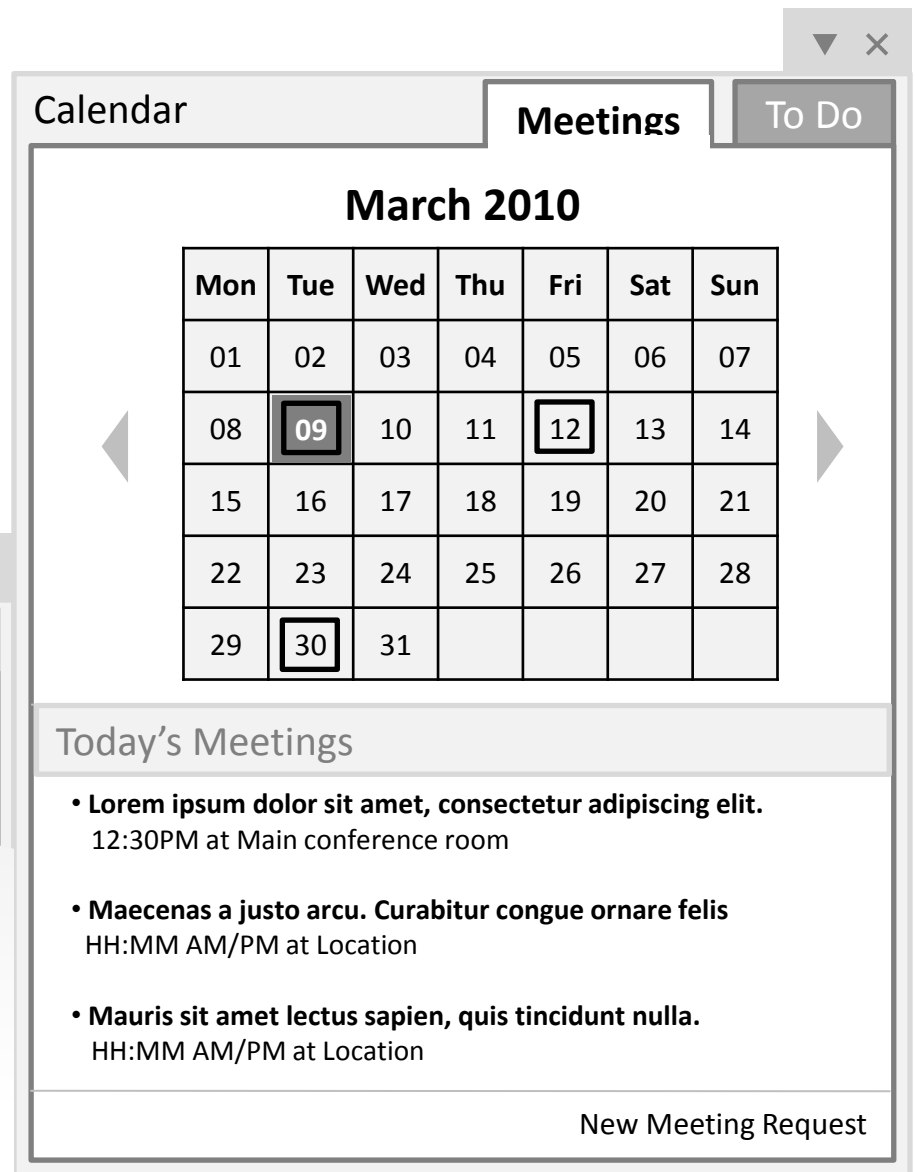 Calendar
Meetings
To Do
March 2010
Mon Tue Wed Thu Fri Sat Sun
01 02 03 04 05 06 07
08 09 10 11 12 13 14
15 16 17 18 19 20 21
22 23 24 25 26 27 28
29 30 31
Today’s Meetings
• Lorem ipsum dolor sit amet, consectetur adipiscing elit.
12:30PM at Main conference room
• Maecenas a justo arcu. Curabitur congue ornare felis
HH:MM AM/PM at Location
• Mauris sit amet lectus sapien, quis tincidunt nulla.
HH:MM AM/PM at Location
New Meeting Request